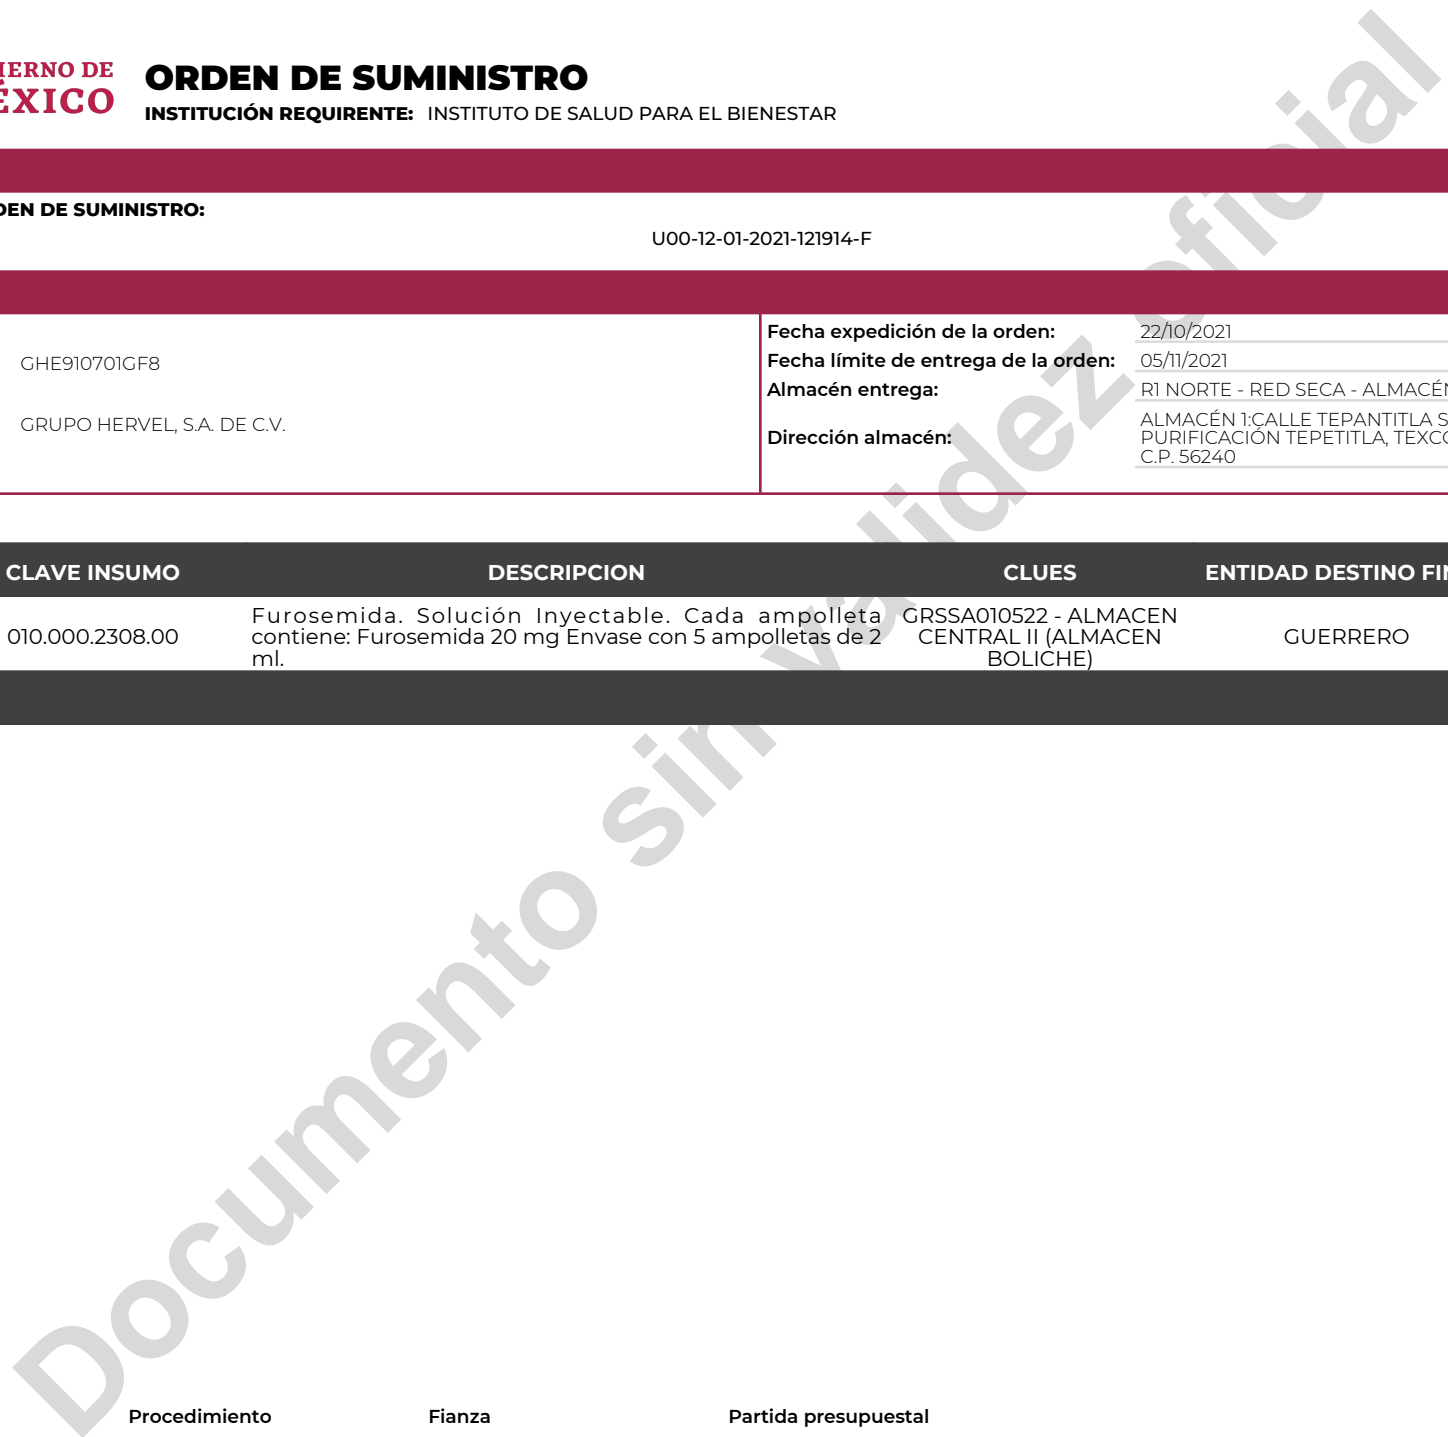 IERNO DE
ÉXICO
ORDEN DE SUMINISTRO
INSTITUCIÓN REQUIRENTE: INSTITUTO DE SALUD PARA EL BIENESTAR
DEN DE SUMINISTRO:
U00-12-01-2021-121914-F
GHE910701GF8
GRUPO HERVEL, S.A. DE C.V.
Fecha expedición de la orden: 22/10/2021
Fecha límite de entrega de la orden: 05/11/2021
Almacén entrega: R1 NORTE - RED SECA - ALMACÉN
Dirección almacén: ALMACÉN 1:CALLE TEPANTITLA S
PURIFICACIÓN TEPETITLA, TEXCO
C.P. 56240
CLAVE INSUMO DESCRIPCION CLUES ENTIDAD DESTINO FIN
010.000.2308.00
Furosemida. Solución Inyectable. Cada ampolleta
contiene: Furosemida 20 mg Envase con 5 ampolletas de 2
ml.
GRSSA010522 - ALMACEN
CENTRAL II (ALMACEN
BOLICHE)
GUERRERO
Documento sin validez oficial
Procedimiento Fianza Partida presupuestal